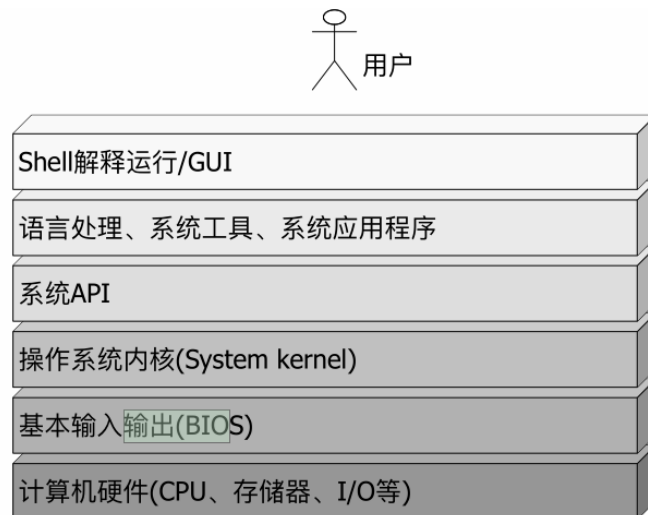 用户
Shell解释运行/GUI
语言处理、系统工具、系统应用程序
系统API
操作系统内核(System kernel)
基本输入输出(BIOS)
计算机硬件(CPU、存储器、I/O等)